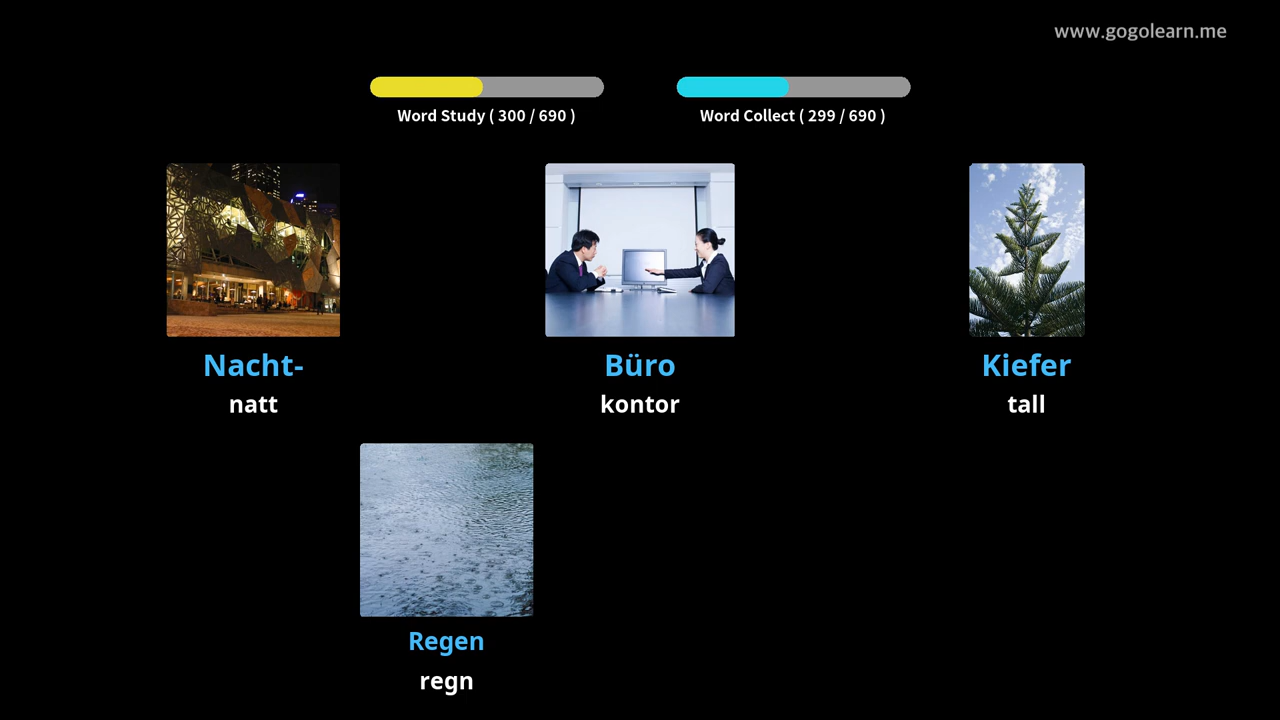 www.gogolearn.me
Word Study ( 300 / 690 )
Word Collect ( 299 / 690 )
Nacht-
natt
Büro
kontor
Kiefer
tall
Regen
regn